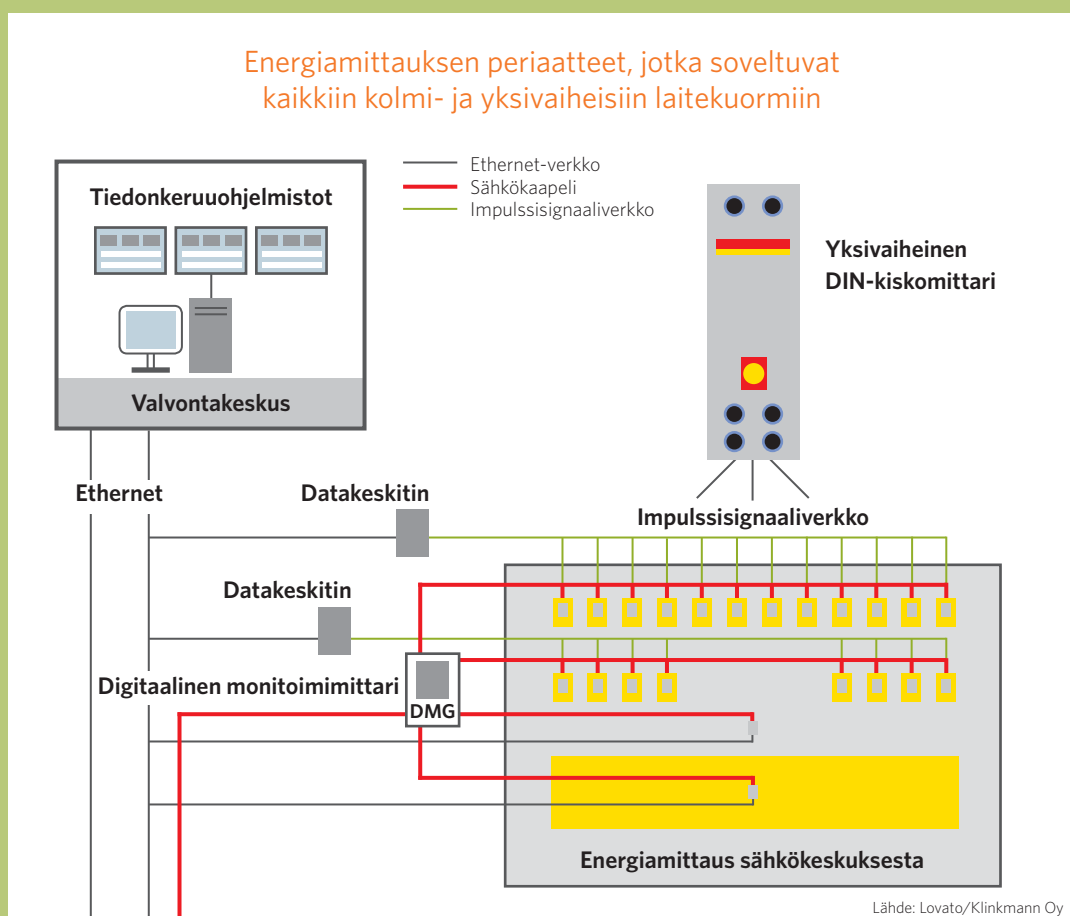 Energiamittauksen periaatteet, jotka soveltuvat
kaikkiin kolmi- ja yksivaiheisiin laitekuormiin
Ethernet-verkko
Sähkökaapeli
Impulssisignaaliverkko
Tiedonkeruuohjelmistot
Valvontakeskus
Yksivaiheinen
DIN-kiskomittari
Ethernet
Datakeskitin
Impulssisignaaliverkko
Datakeskitin
Digitaalinen monitoimimittari
DMG
Energiamittaus sähkökeskuksesta
Lähde: Lovato/Klinkmann Oy